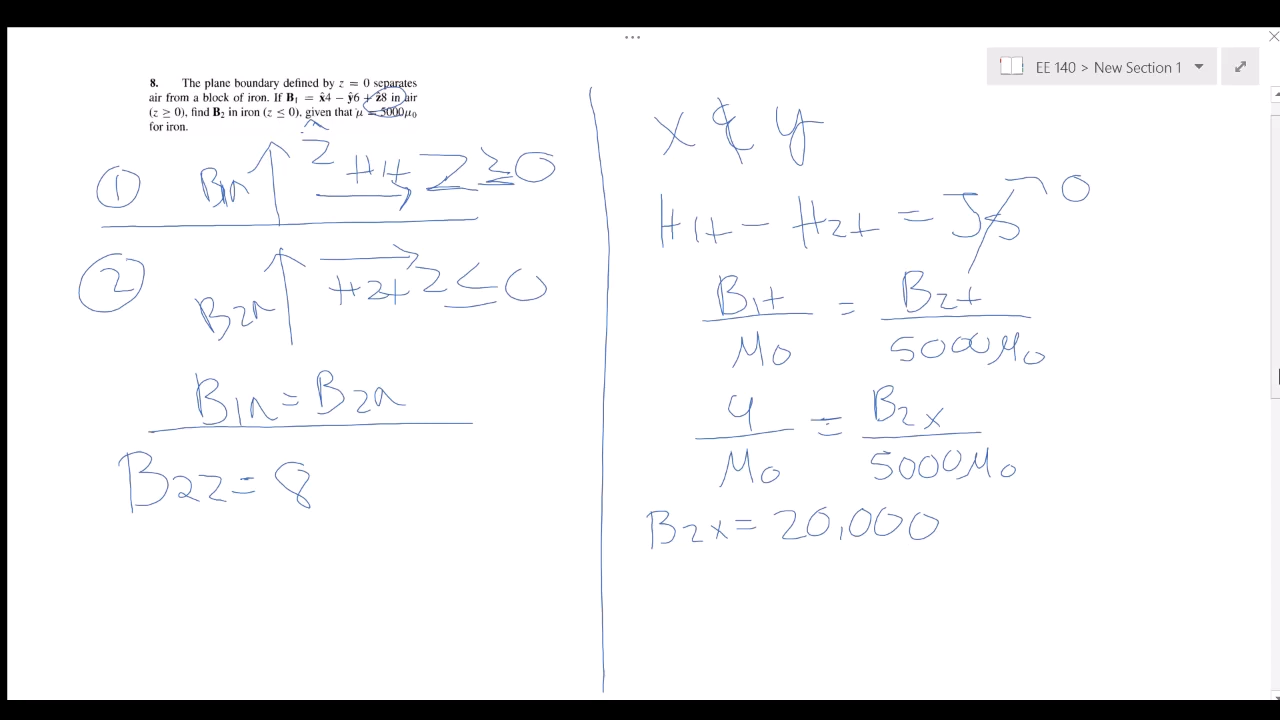 EE 140 > New Section 1
8. The plane boundary defined by z = 0 separates
air from a block of iron. If B₁ = x̂4 − ŷ6 + ẑ8 in air
(z ≥ 0), find B₂ in iron (z ≤ 0), given that μ = 5000μ₀
for iron.
① B1n ẑ H1t Z ≥ 0
② B2n H2t z ≤ 0
B1n = B2n
B2z = 8
x & y
H1t − H2t = Js → 0
B1t / μ0 = B2t / 5000μ0
4 / μ0 = B2x / 5000μ0
B2x = 20,000